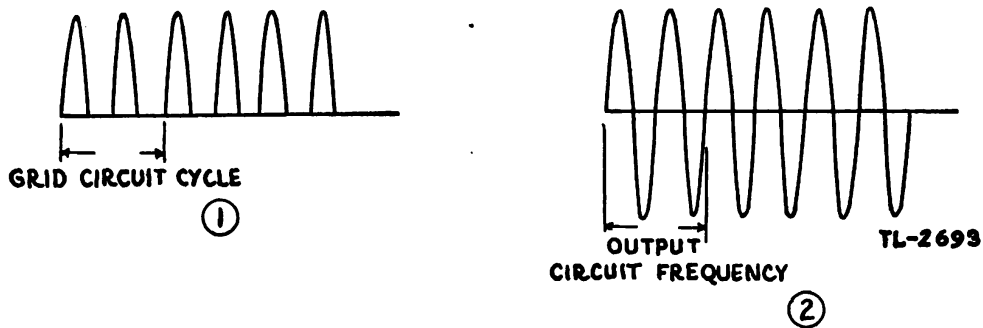 GRID CIRCUIT CYCLE
1
OUTPUT
CIRCUIT FREQUENCY
TL-2693
2